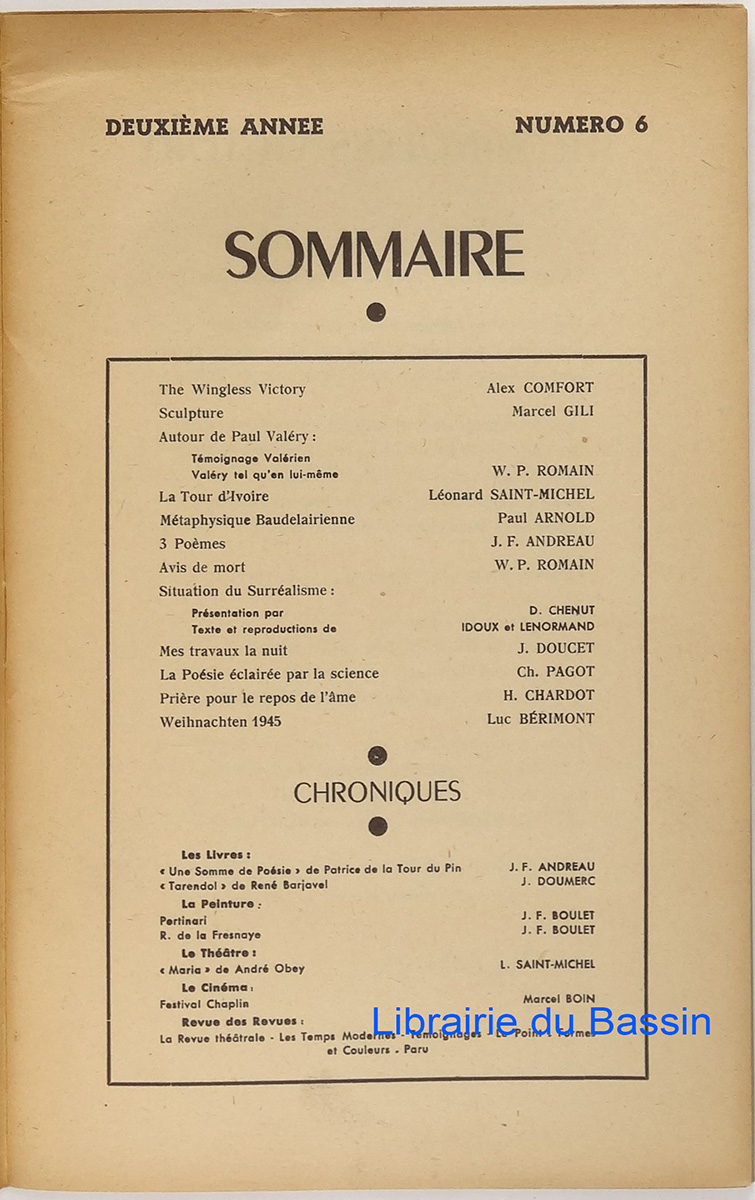 DEUXIÈME ANNEE NUMERO 6
SOMMAIRE
The Wingless Victory Alex COMFORT
Sculpture Marcel GILI
Autour de Paul Valéry :
Témoignage Valérien
Valéry tel qu'en lui-même W. P. ROMAIN
La Tour d'Ivoire Léonard SAINT-MICHEL
Métaphysique Baudelairienne Paul ARNOLD
3 Poèmes J. F. ANDREAU
Avis de mort W. P. ROMAIN
Situation du Surréalisme :
Présentation par D. CHENUT
Texte et reproductions de IDOUX et LENORMAND
Mes travaux la nuit J. DOUCET
La Poésie éclairée par la science Ch. PAGOT
Prière pour le repos de l'âme H. CHARDOT
Weihnachten 1945 Luc BÉRIMONT
CHRONIQUES
Les Livres :
« Une Somme de Poésie » de Patrice de la Tour du Pin J. F. ANDREAU
« Tarendol » de René Barjavel J. DOUMERC
La Peinture :
Pertinari J. F. BOULET
R. de la Fresnaye J. F. BOULET
Le Théâtre :
« Maria » de André Obey L. SAINT-MICHEL
Le Cinéma :
Festival Chaplin Marcel BOIN
Revue des Revues :
Librairie du Bassin
La Revue théâtrale - Les Temps Modernes - Témoignages - Le Point - Formes
et Couleurs - Paru